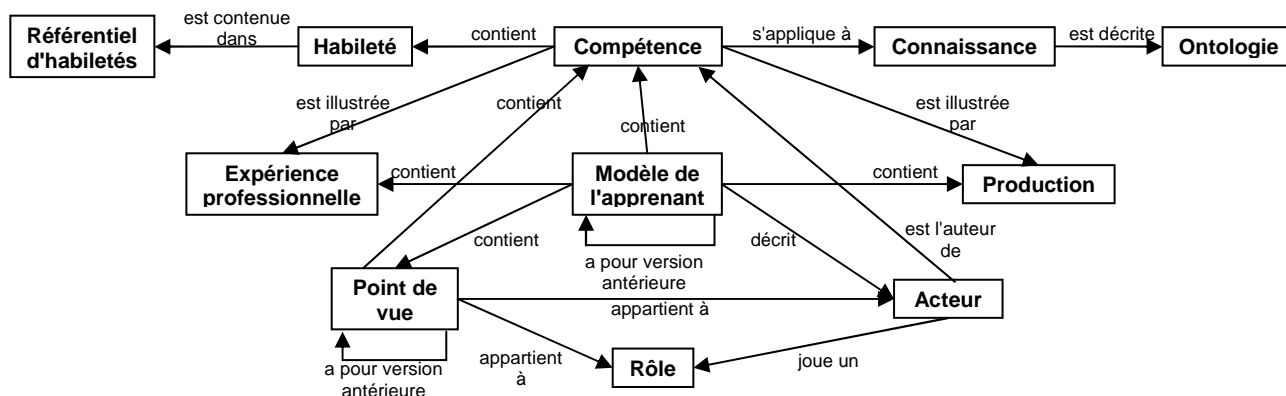 est contenue
dans
contient
s'applique à
est décrite
Référentiel
d'habiletés
Habileté
Compétence
Connaissance
Ontologie
est illustrée
par
contient
contient
est illustrée
par
Expérience
professionnelle
contient
Modèle de
l'apprenant
contient
Production
contient
décrit
est l'auteur
de
a pour version
antérieure
Point de
vue
appartient à
Acteur
a pour version
antérieure
appartient
à
Rôle
joue un